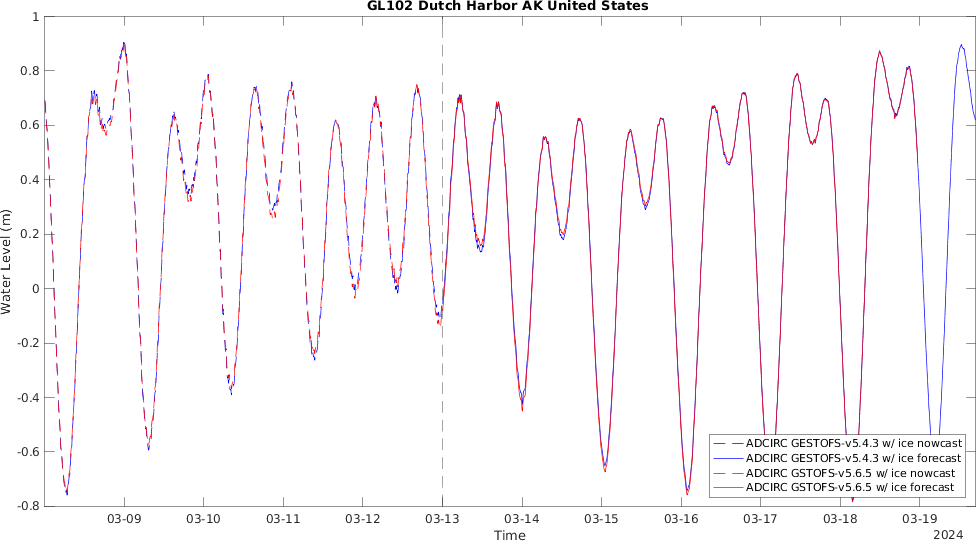 GL102 Dutch Harbor AK United States
1
0.8
0.6
0.4
0.2
0
-0.2
-0.4
-0.6
-0.8
Water Level (m)
ADCIRC GESTOFS-v5.4.3 w/ ice nowcast
ADCIRC GESTOFS-v5.4.3 w/ ice forecast
ADCIRC GSTOFS-v5.6.5 w/ ice nowcast
ADCIRC GSTOFS-v5.6.5 w/ ice forecast
03-09 03-10 03-11 03-12 03-13 03-14 03-15 03-16 03-17 03-18 03-19
Time
2024